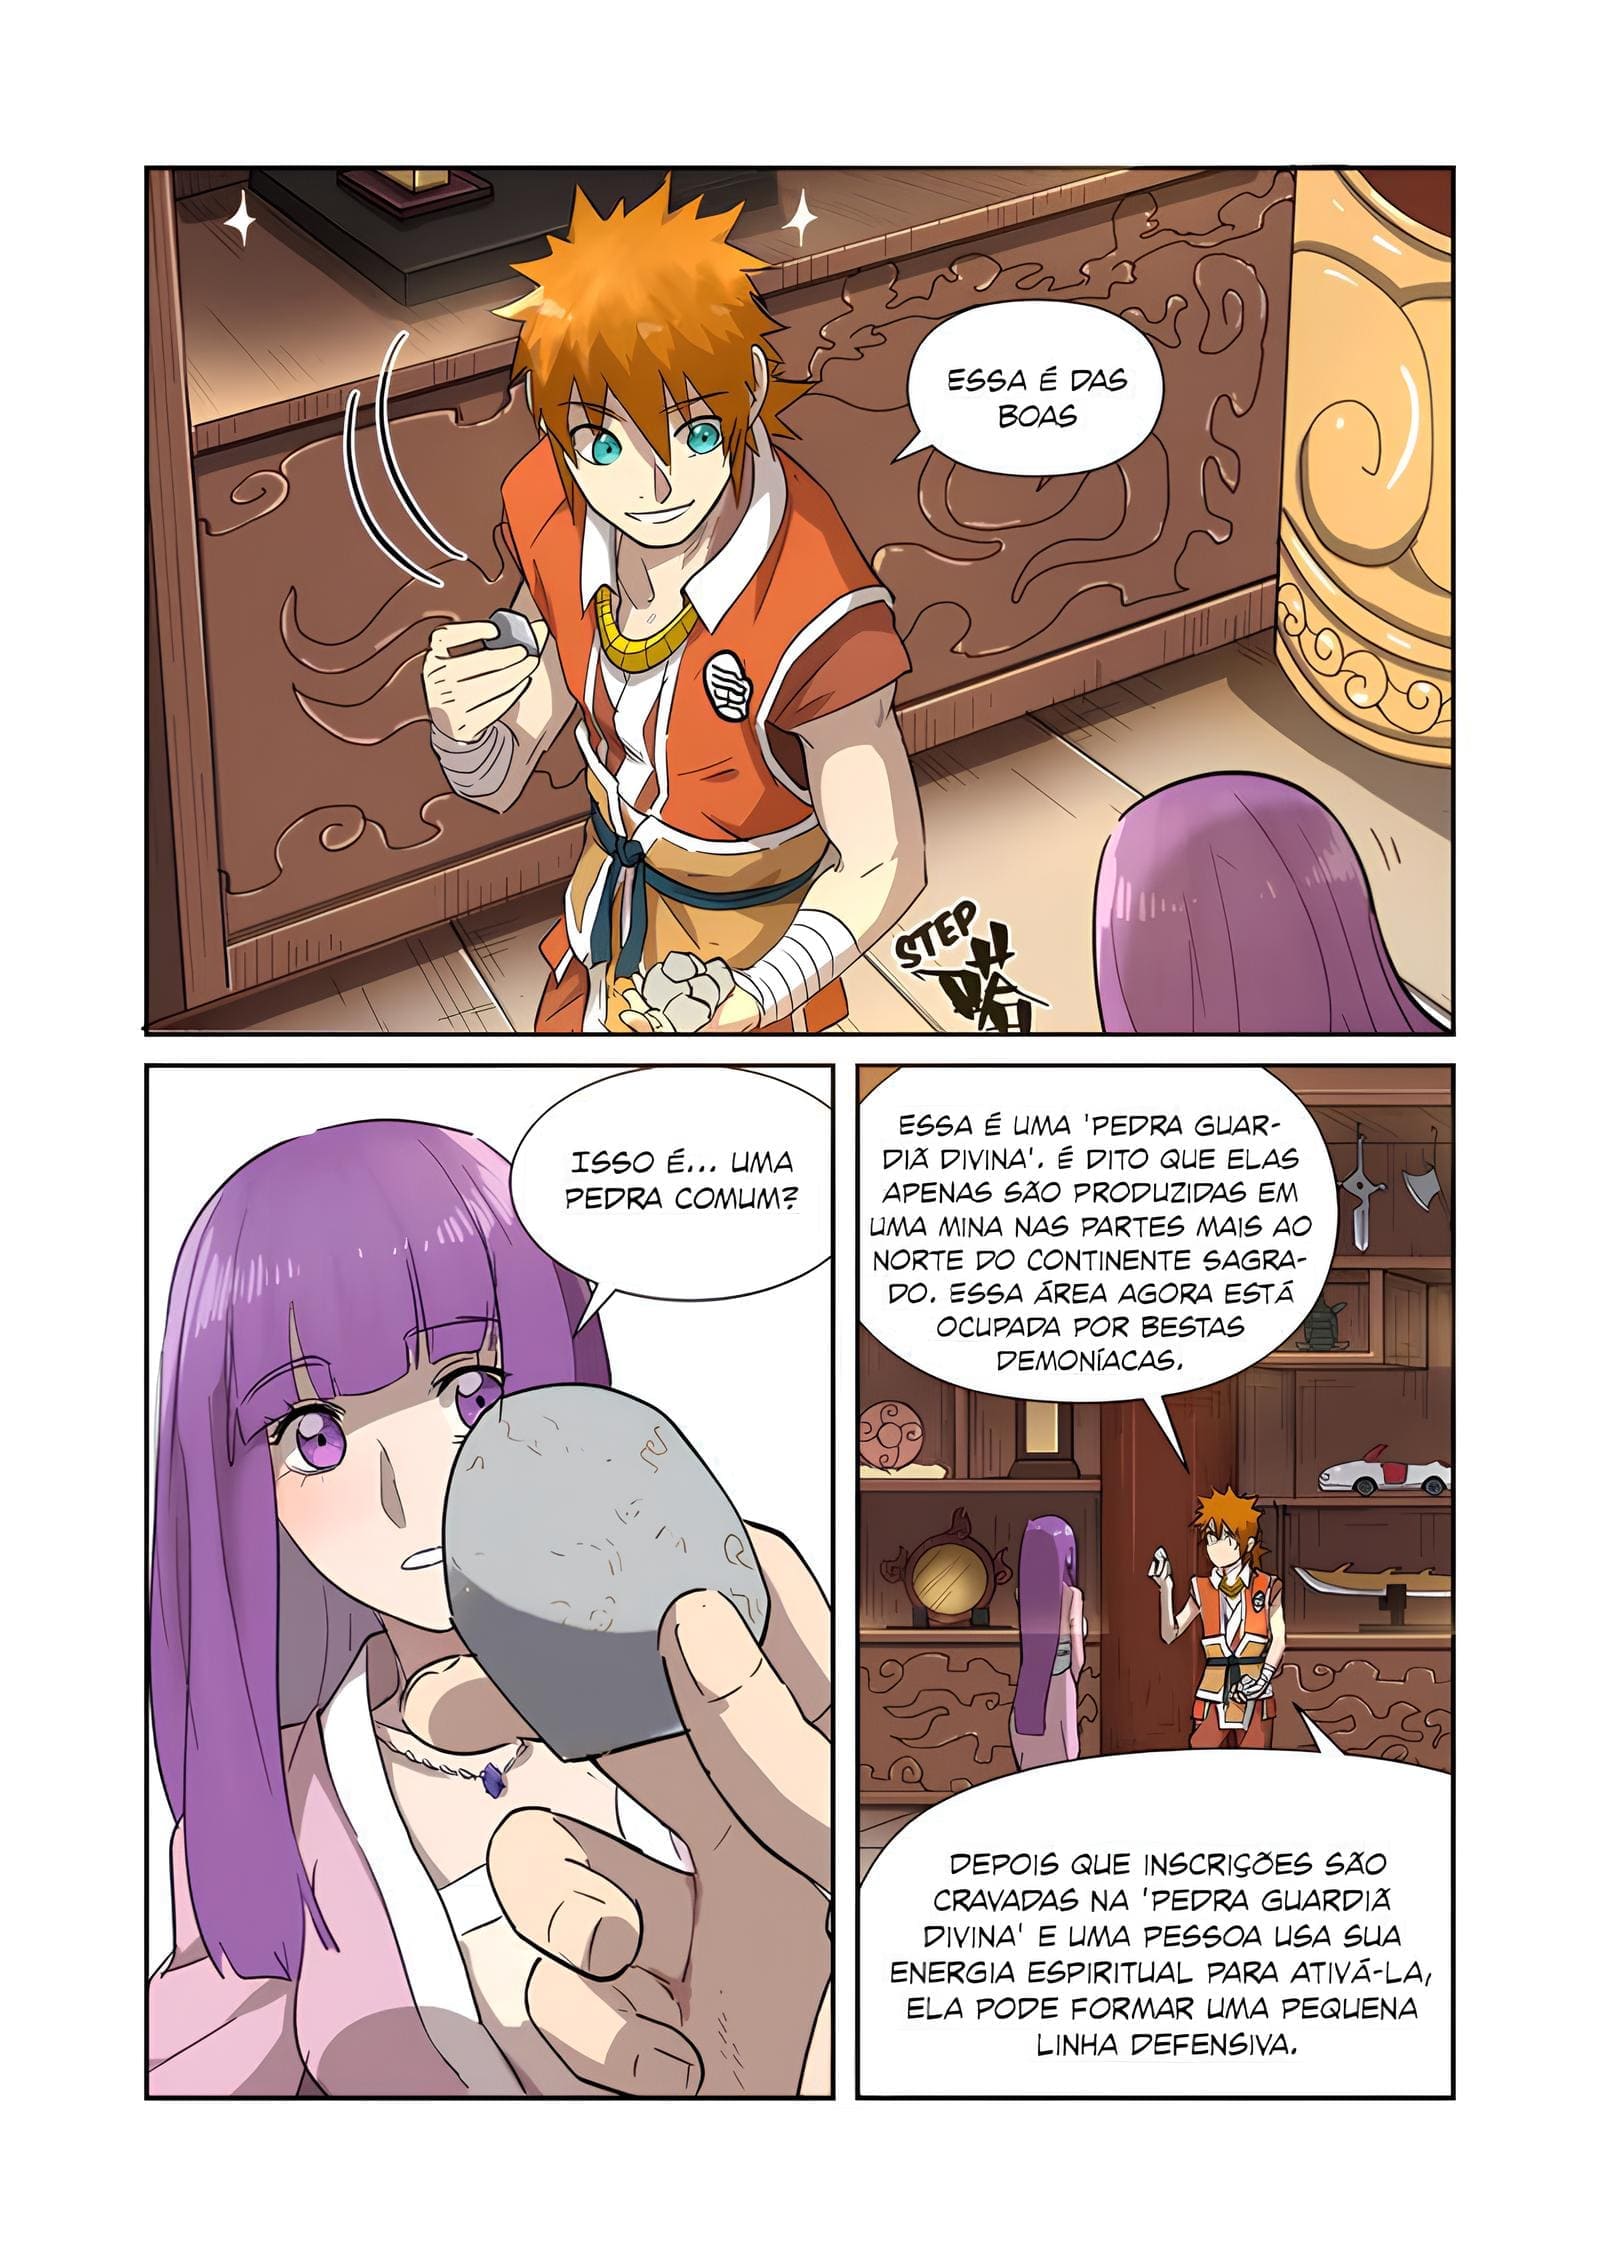 ESSA É DAS
BOAS
STEP
ISSO É... UMA
PEDRA COMUM?
ESSA É UMA 'PEDRA GUAR-
DIÃ DIVINA'. É DITO QUE ELAS
APENAS SÃO PRODUZIDAS EM
UMA MINA NAS PARTES MAIS AO
NORTE DO CONTINENTE SAGRA-
DO. ESSA ÁREA AGORA ESTÁ
OCUPADA POR BESTAS
DEMONÍACAS.
DEPOIS QUE INSCRIÇÕES SÃO
CRAVADAS NA 'PEDRA GUARDIÃ
DIVINA' E UMA PESSOA USA SUA
ENERGIA ESPIRITUAL PARA ATIVÁ-LA,
ELA PODE FORMAR UMA PEQUENA
LINHA DEFENSIVA.